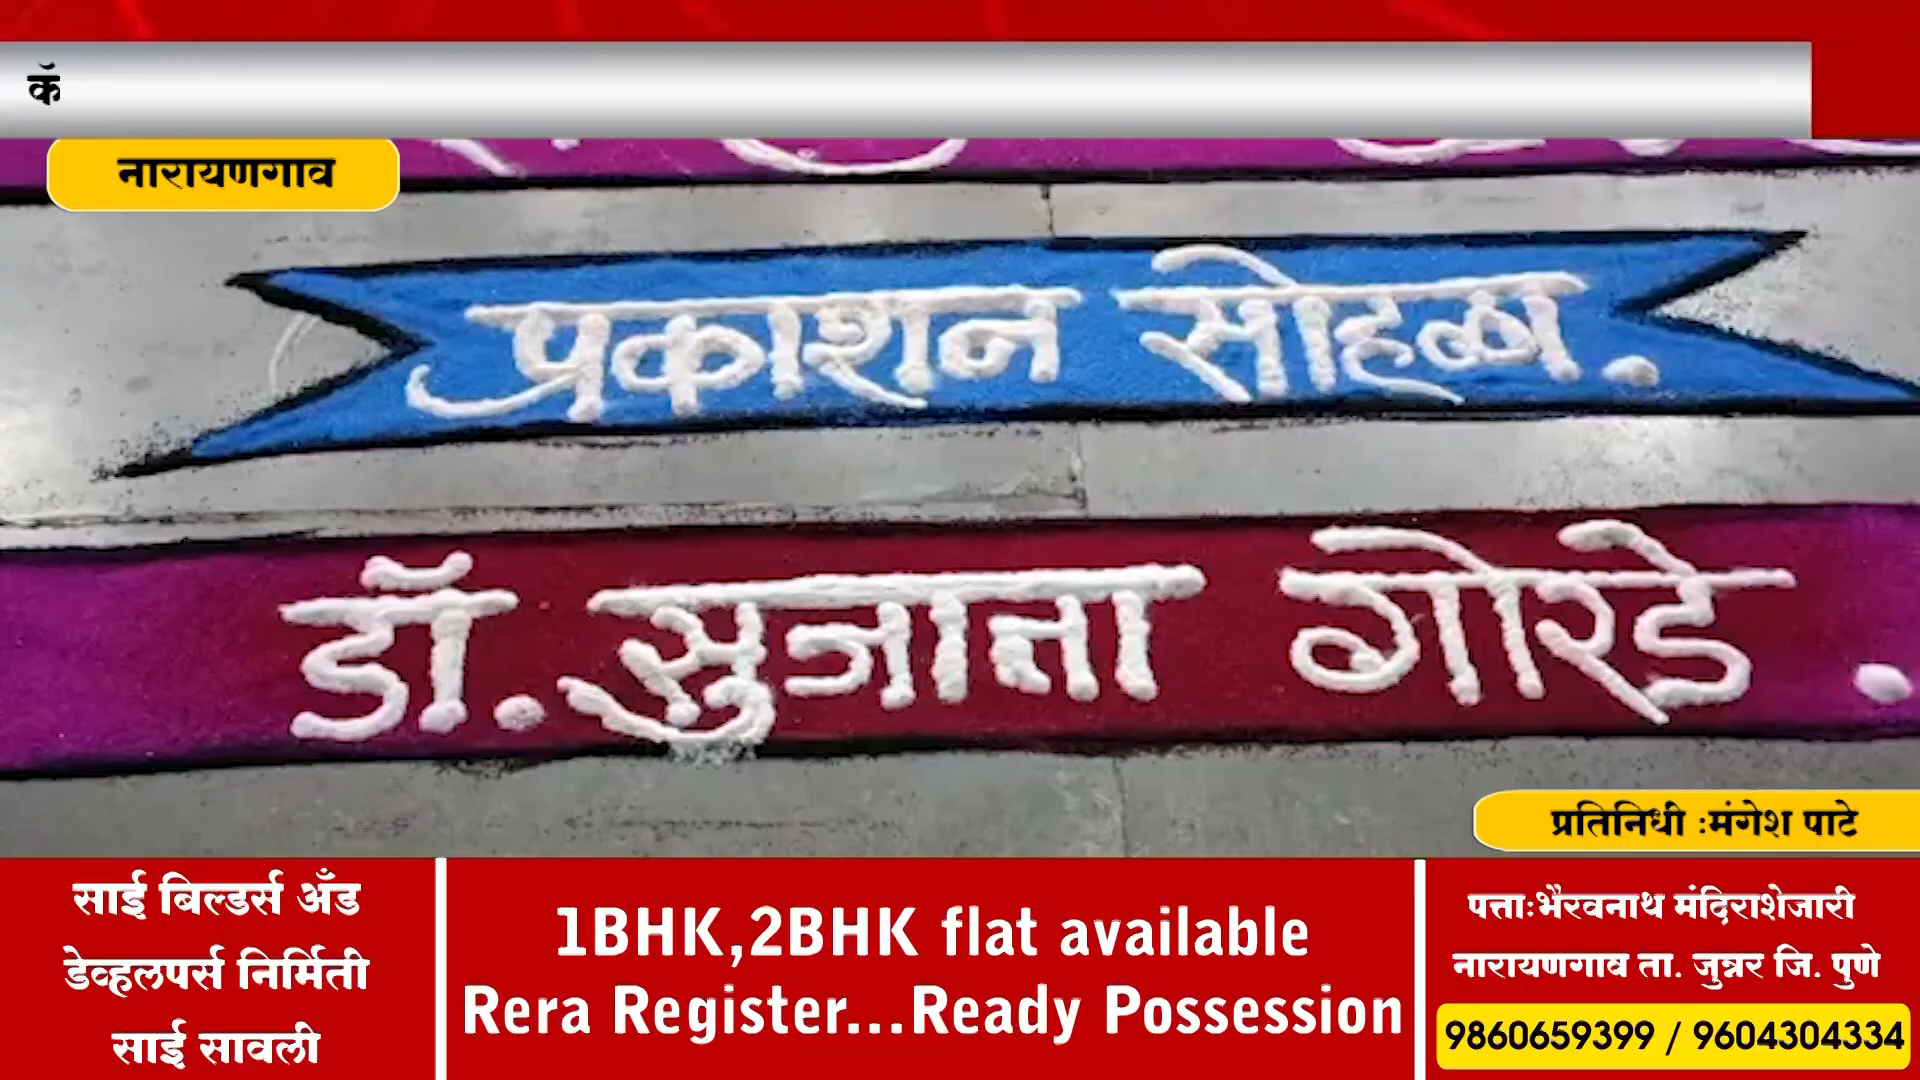 कॅ
नारायणगाव
प्रकाशन सोहळा.
डॉ. सुजाता गोरडे.
प्रतिनिधी :मंगेश पाटे
साई बिल्डर्स अँड
डेव्हलपर्स निर्मिती
साई सावली
1BHK,2BHK flat available
Rera Register...Ready Possession
पत्ता:भैरवनाथ मंदिराशेजारी
नारायणगाव ता. जुन्नर जि. पुणे
9860659399 / 9604304334